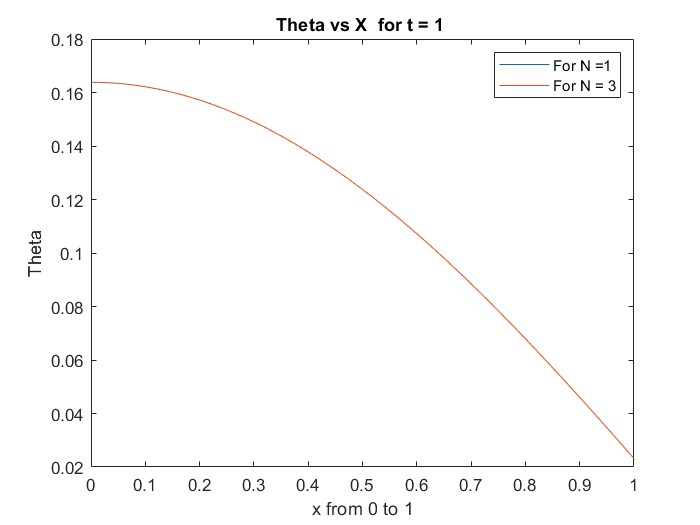 Theta vs X  for t = 1
For N =1
For N = 3
0.18
0.16
0.14
0.12
0.1
0.08
0.06
0.04
0.02
Theta
0 0.1 0.2 0.3 0.4 0.5 0.6 0.7 0.8 0.9 1
x from 0 to 1